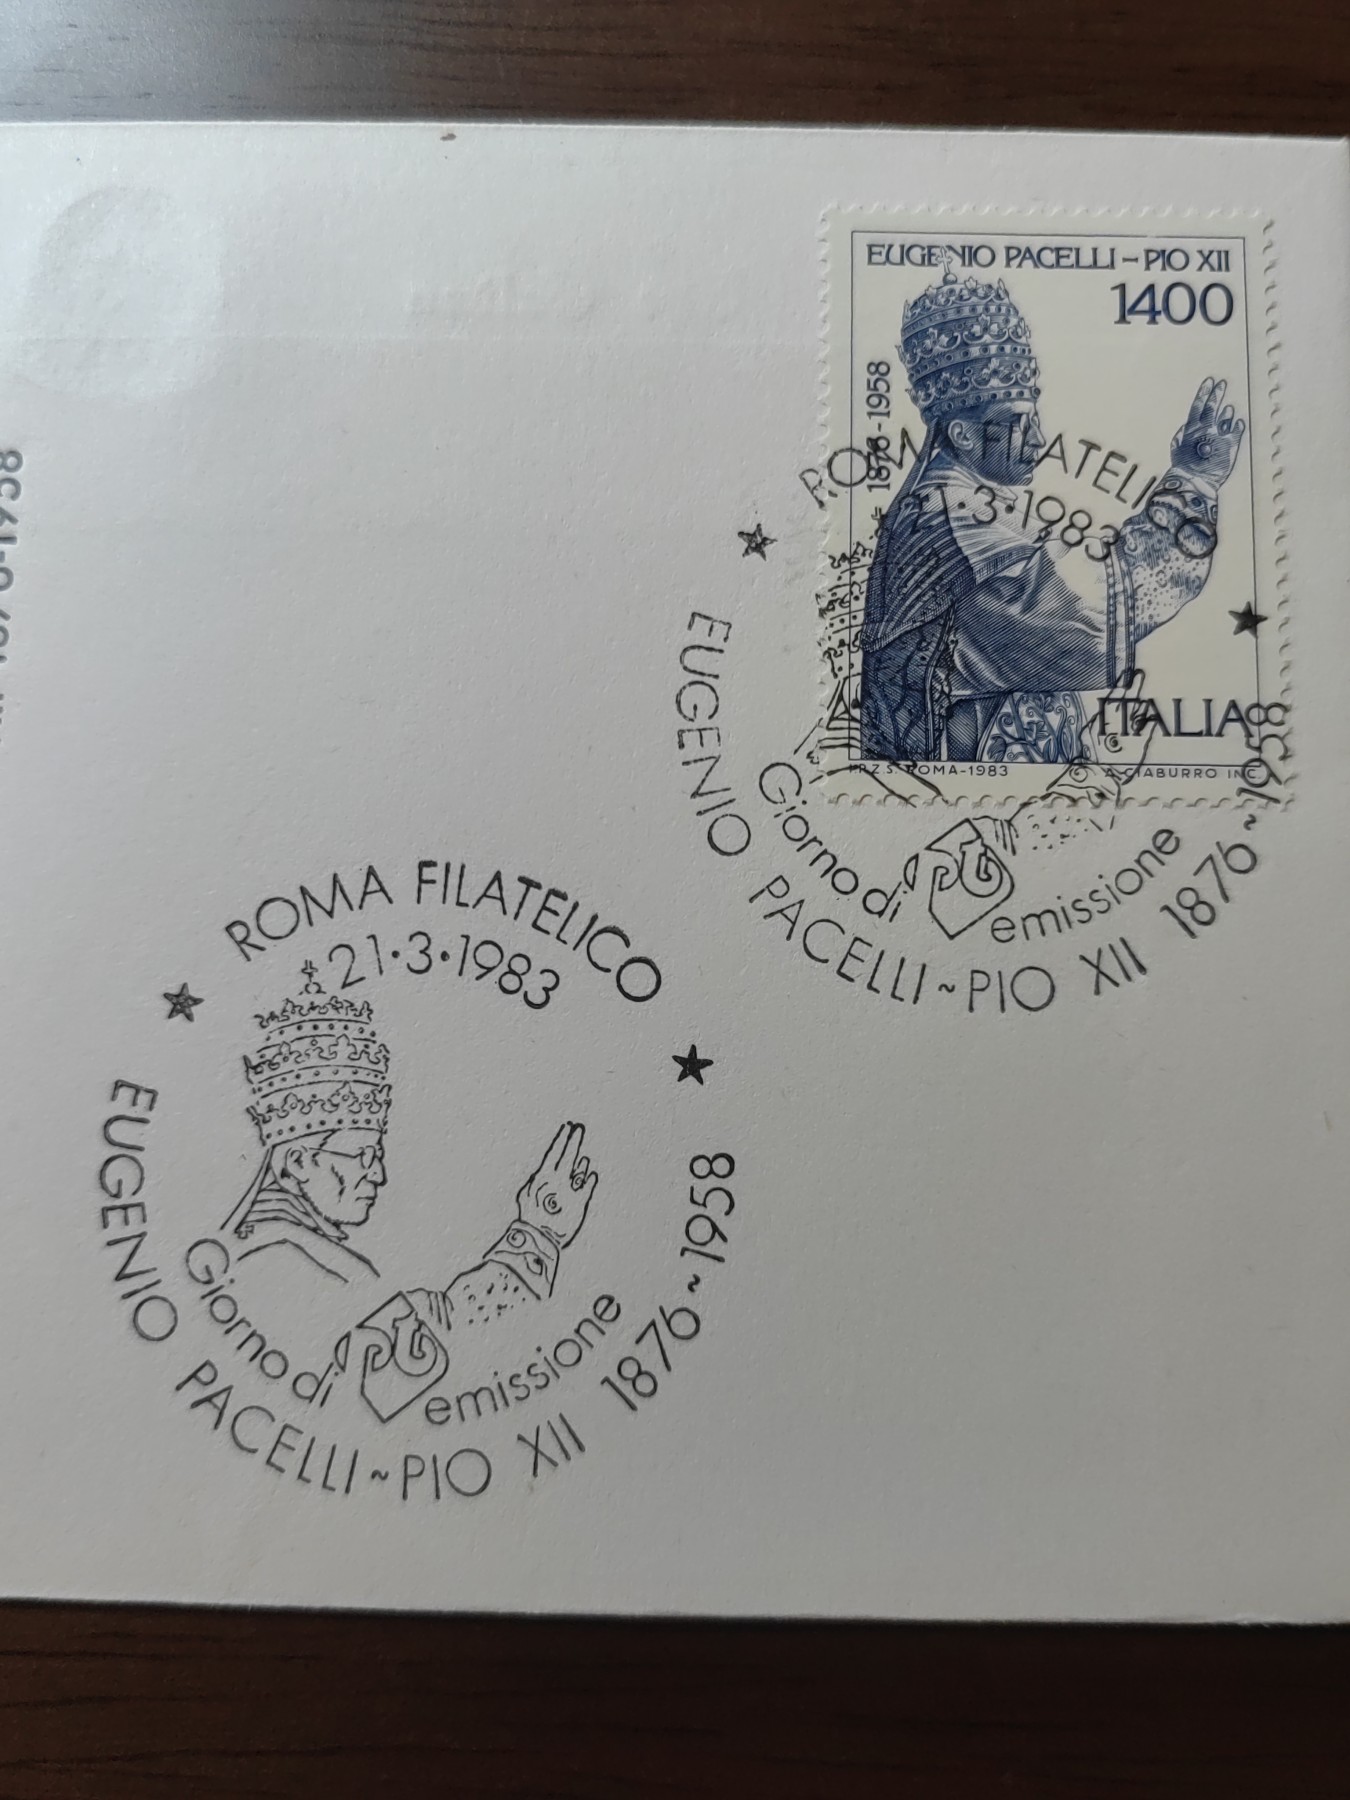 EUGENIO PACELLI – PIO XII
1400
1876-1958
ITALIA
I.P.Z.S. ROMA-1983
A. CIABURRO INC.
ROMA FILATELICO
21·3·1983
Giorno di emissione
EUGENIO PACELLI ~ PIO XII 1876 ~ 1958
ROMA FILATELICO
21·3·1983
Giorno di emissione
EUGENIO PACELLI ~ PIO XII 1876 ~ 1958